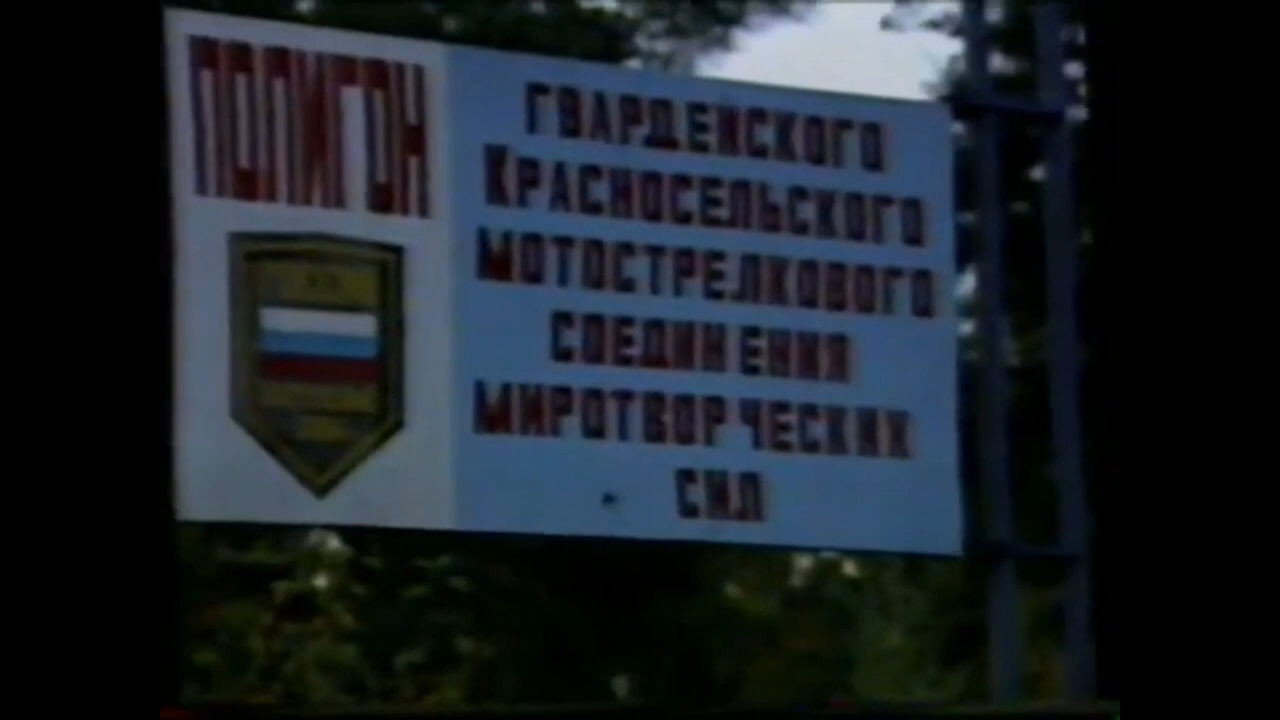 ПОЛИГОН
ГВАРДЕЙСКОГО
КРАСНОСЕЛЬСКОГО
МОТОСТРЕЛКОВОГО
СОЕДИНЕНИЯ
МИРОТВОРЧЕСКИХ
СИЛ